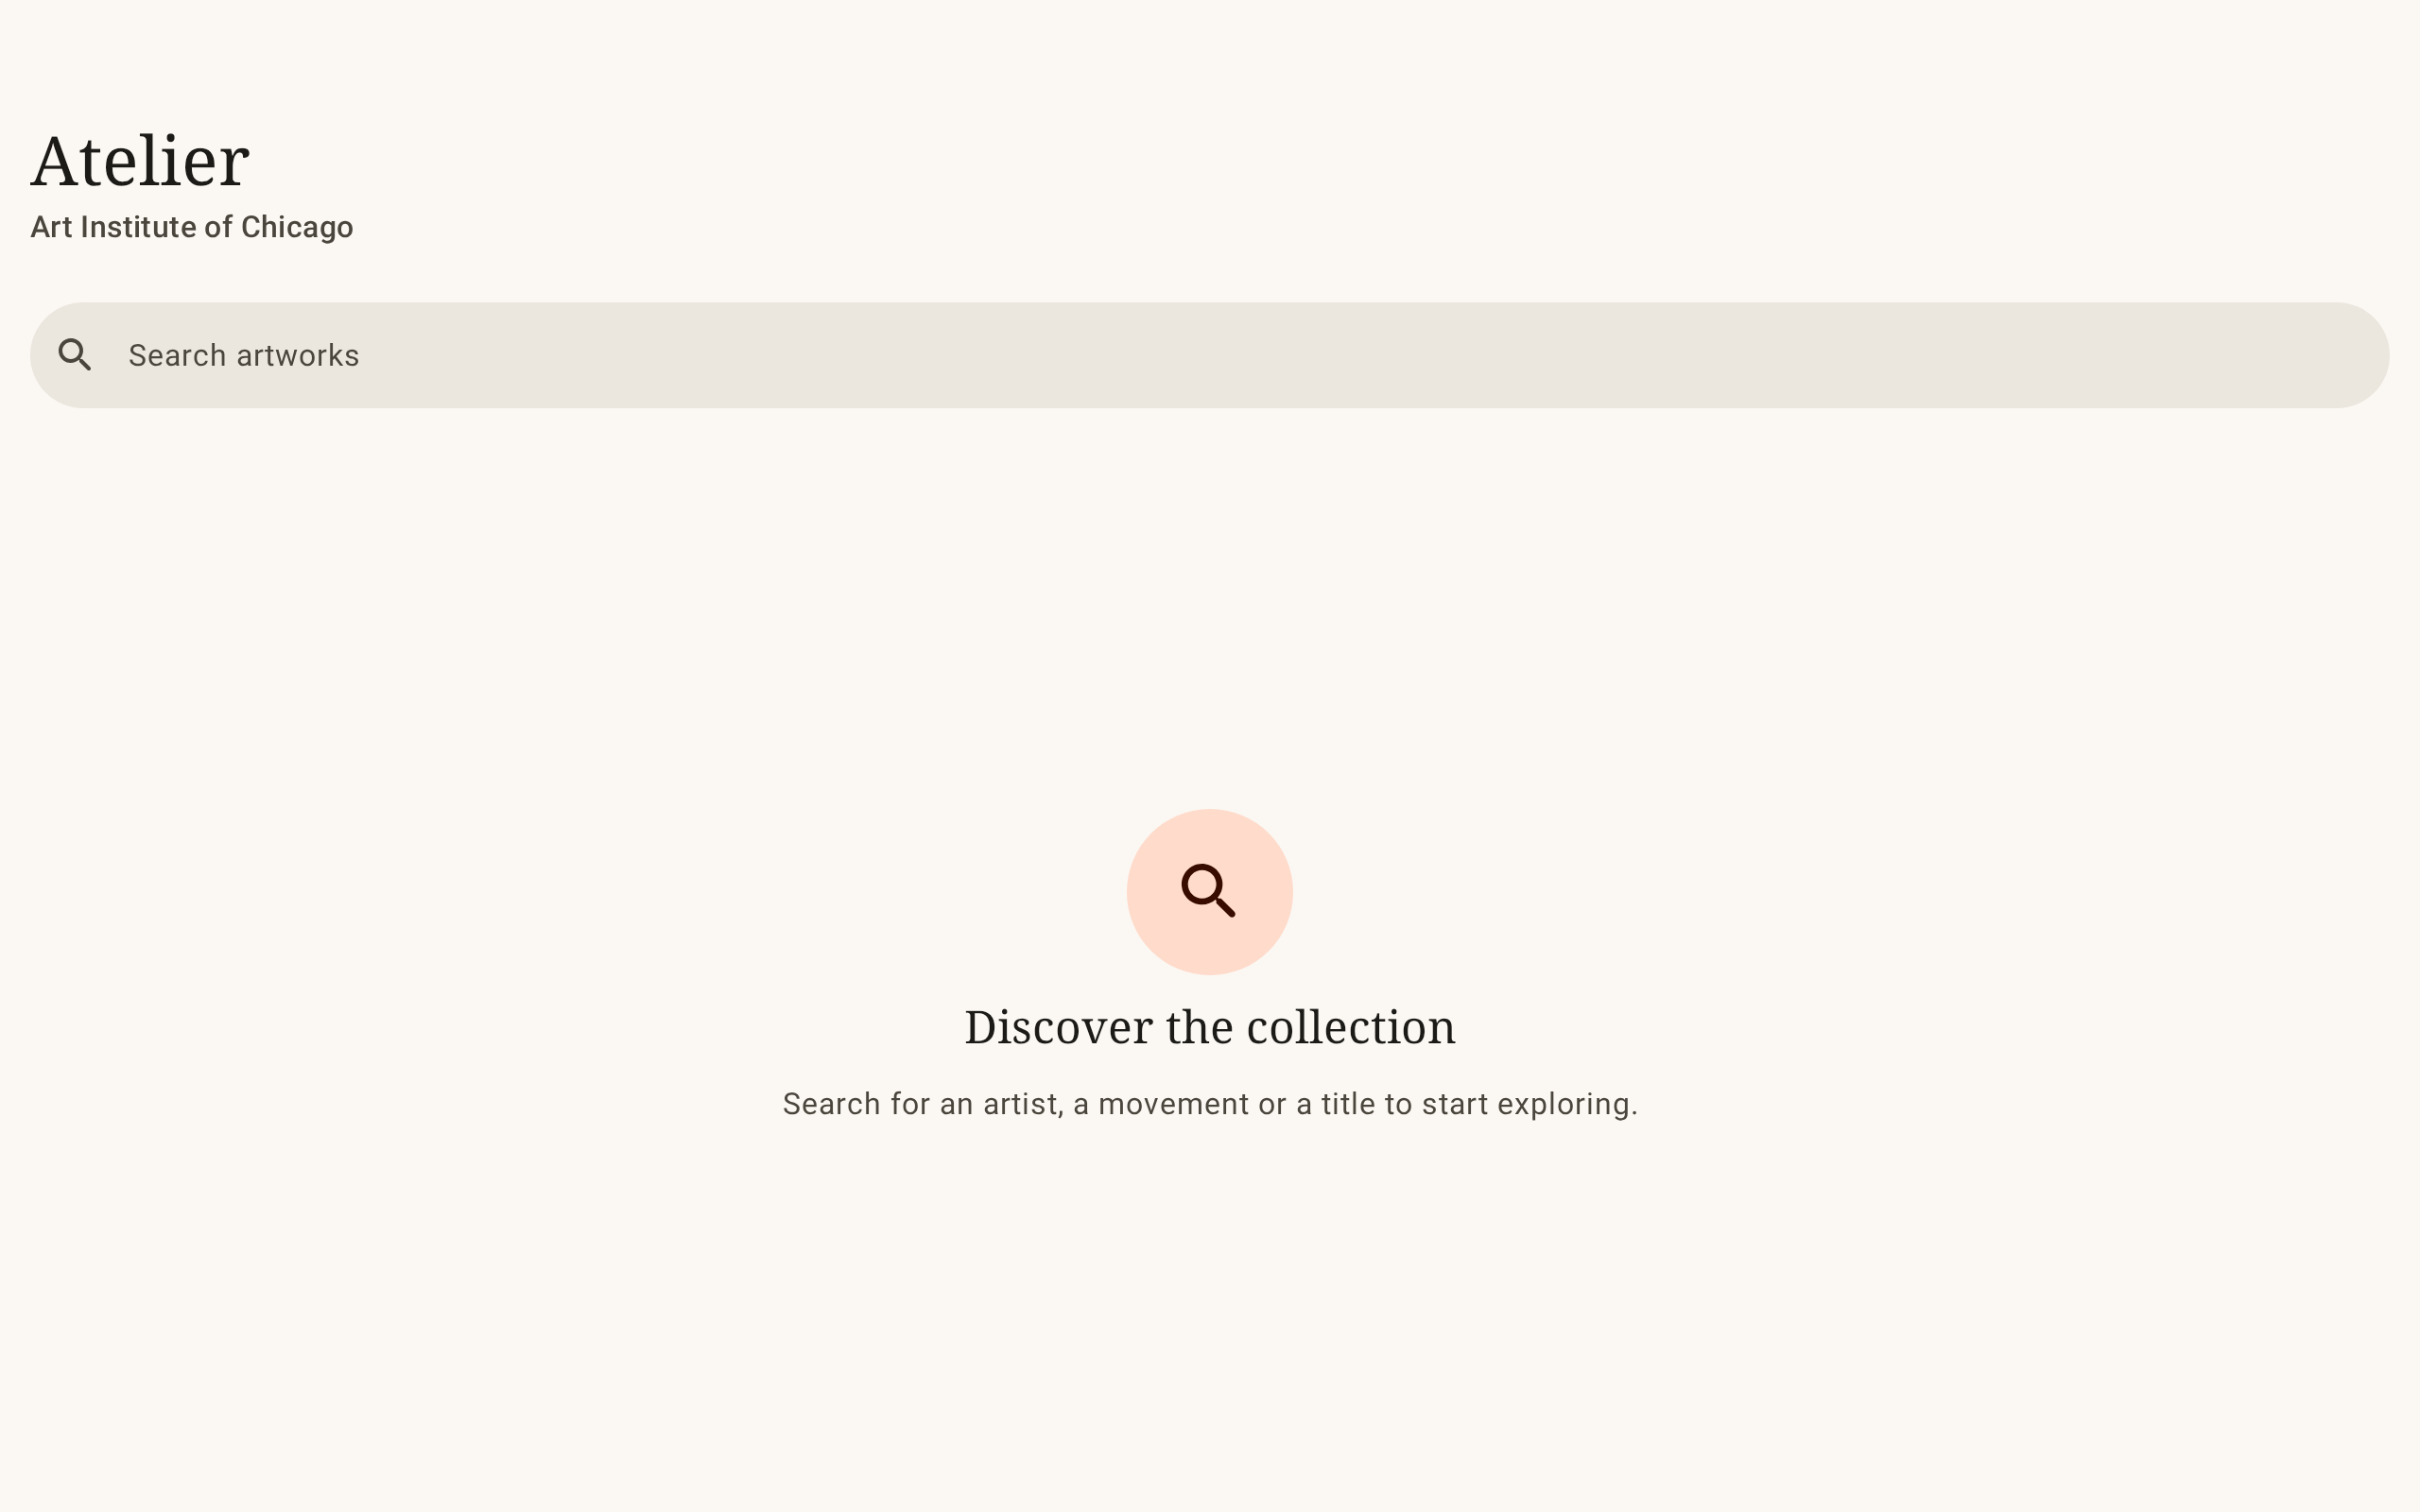 Atelier
Art Institute of Chicago
Search artworks
Discover the collection
Search for an artist, a movement or a title to start exploring.